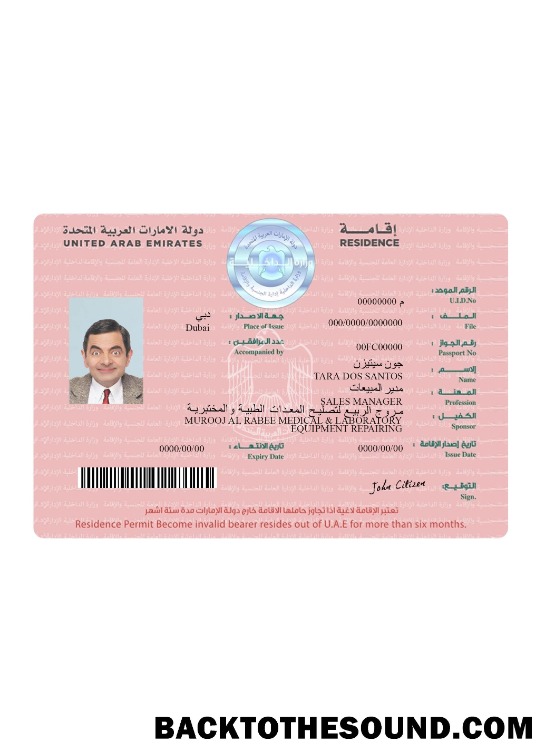 دولة الامارات العربية المتحدة
UNITED ARAB EMIRATES
إقامة
RESIDENCE
الرقم الموحد :
U.I.D.No
م 00000000
الملف :
File
000/0000/0000000
جهة الاصدار :
Place of Issue
دبي
Dubai
رقم الجواز :
Passport No
00FC00000
عدد المرافقين :
Accompanied by
الاسم :
Name
جون سيتيزن
TARA DOS SANTOS
المهنة :
Profession
مدير المبيعات
SALES MANAGER
الكفيل :
Sponsor
مروج الربيع لتصليح المعدات الطبية والمختبرية
MUROOJ AL RABEE MEDICAL & LABORATORY
EQUIPMENT REPAIRING
تاريخ إصدار الإقامة :
Issue Date
0000/00/00
تاريخ الانتهاء :
Expiry Date
0000/00/00
التوقيع :
Sign.
John Citizen
تعتبر الإقامة لاغية اذا تجاوز حاملها الاقامة خارج دولة الإمارات مدة ستة اشهر
Residence Permit Become invalid bearer resides out of U.A.E for more than six months.
BACKTOTHESOUND.COM